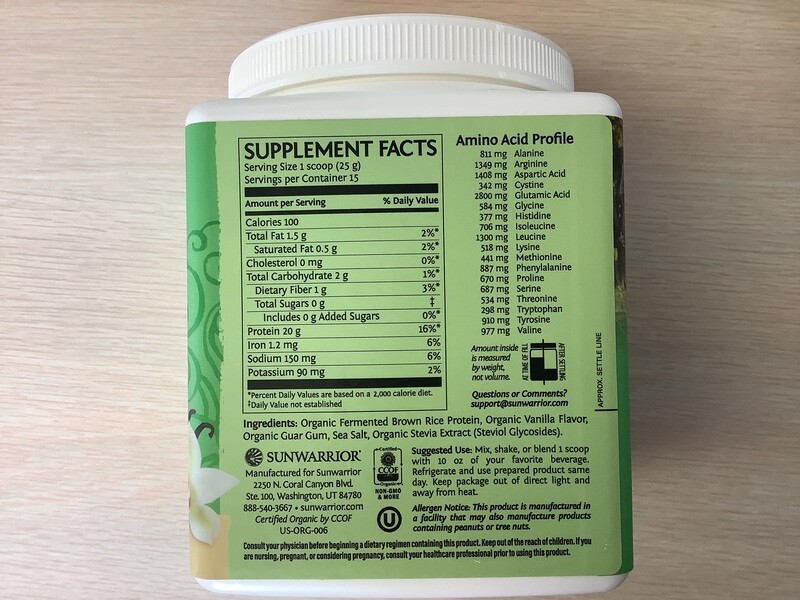 SUPPLEMENT FACTS
Serving Size 1 scoop (25 g)
Servings per Container 15
Amount per Serving % Daily Value
Calories 100
Total Fat 1.5 g 2%*
Saturated Fat 0.5 g 2%*
Cholesterol 0 mg 0%*
Total Carbohydrate 2 g 1%*
Dietary Fiber 1 g 3%*
Total Sugars 0 g ‡
Includes 0 g Added Sugars 0%*
Protein 20 g 16%*
Iron 1.2 mg 6%
Sodium 150 mg 6%
Potassium 90 mg 2%
*Percent Daily Values are based on a 2,000 calorie diet.
‡Daily Value not established
Amino Acid Profile
811 mg Alanine
1349 mg Arginine
1408 mg Aspartic Acid
342 mg Cystine
2800 mg Glutamic Acid
584 mg Glycine
377 mg Histidine
706 mg Isoleucine
1300 mg Leucine
518 mg Lysine
441 mg Methionine
887 mg Phenylalanine
670 mg Proline
687 mg Serine
534 mg Threonine
298 mg Tryptophan
910 mg Tyrosine
977 mg Valine
Amount inside
is measured
by weight,
not volume.
AT TIME OF FILL
AFTER SETTLING
Questions or Comments?
support@sunwarrior.com
APPROX. SETTLE LINE
Ingredients: Organic Fermented Brown Rice Protein, Organic Vanilla Flavor,
Organic Guar Gum, Sea Salt, Organic Stevia Extract (Steviol Glycosides).
SUNWARRIOR
Manufactured for Sunwarrior
2250 N. Coral Canyon Blvd.
Ste. 100, Washington, UT 84780
888-540-3667 • sunwarrior.com
Certified Organic by CCOF
US-ORG-006
Certified
CCOF
Organic
NON-GMO
& MORE
U
Suggested Use: Mix, shake, or blend 1 scoop
with 10 oz of your favorite beverage.
Refrigerate and use prepared product same
day. Keep package out of direct light and
away from heat.
Allergen Notice: This product is manufactured in
a facility that may also manufacture products
containing peanuts or tree nuts.
Consult your physician before beginning a dietary regimen containing this product. Keep out of the reach of children. If you
are nursing, pregnant, or considering pregnancy, consult your healthcare professional prior to using this product.